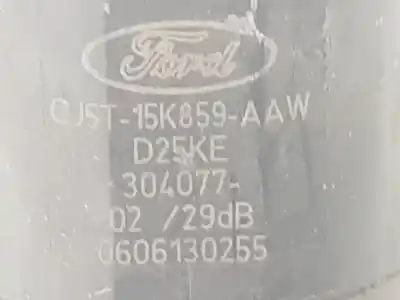 Ford
CJ5T-15K859-AAW
D25KE
304077-
02 /29dB
0606130255